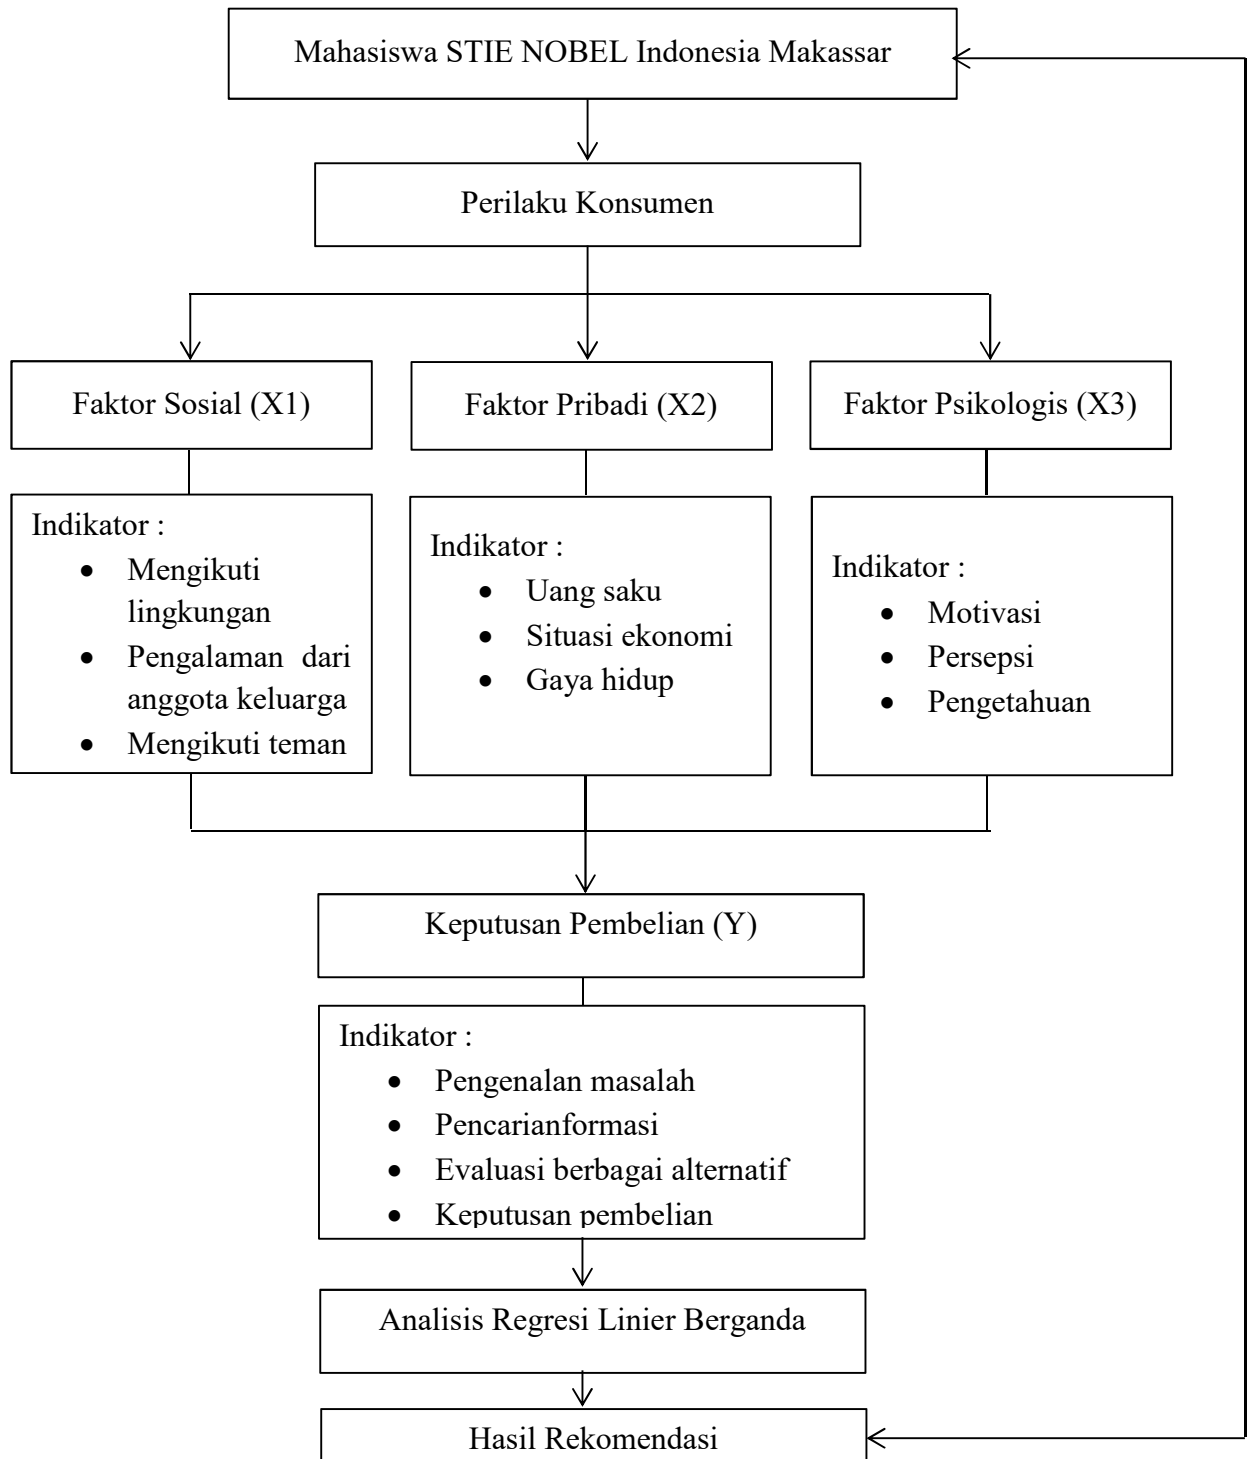 Mahasiswa STIE NOBEL Indonesia Makassar
Perilaku Konsumen
Faktor Sosial (X1)
Faktor Pribadi (X2)
Faktor Psikologis (X3)
Indikator :
• Mengikuti
lingkungan
• Pengalaman dari
anggota keluarga
• Mengikuti teman
Indikator :
• Uang saku
• Situasi ekonomi
• Gaya hidup
Indikator :
• Motivasi
• Persepsi
• Pengetahuan
Keputusan Pembelian (Y)
Indikator :
• Pengenalan masalah
• Pencarianformasi
• Evaluasi berbagai alternatif
• Keputusan pembelian
Analisis Regresi Linier Berganda
Hasil Rekomendasi